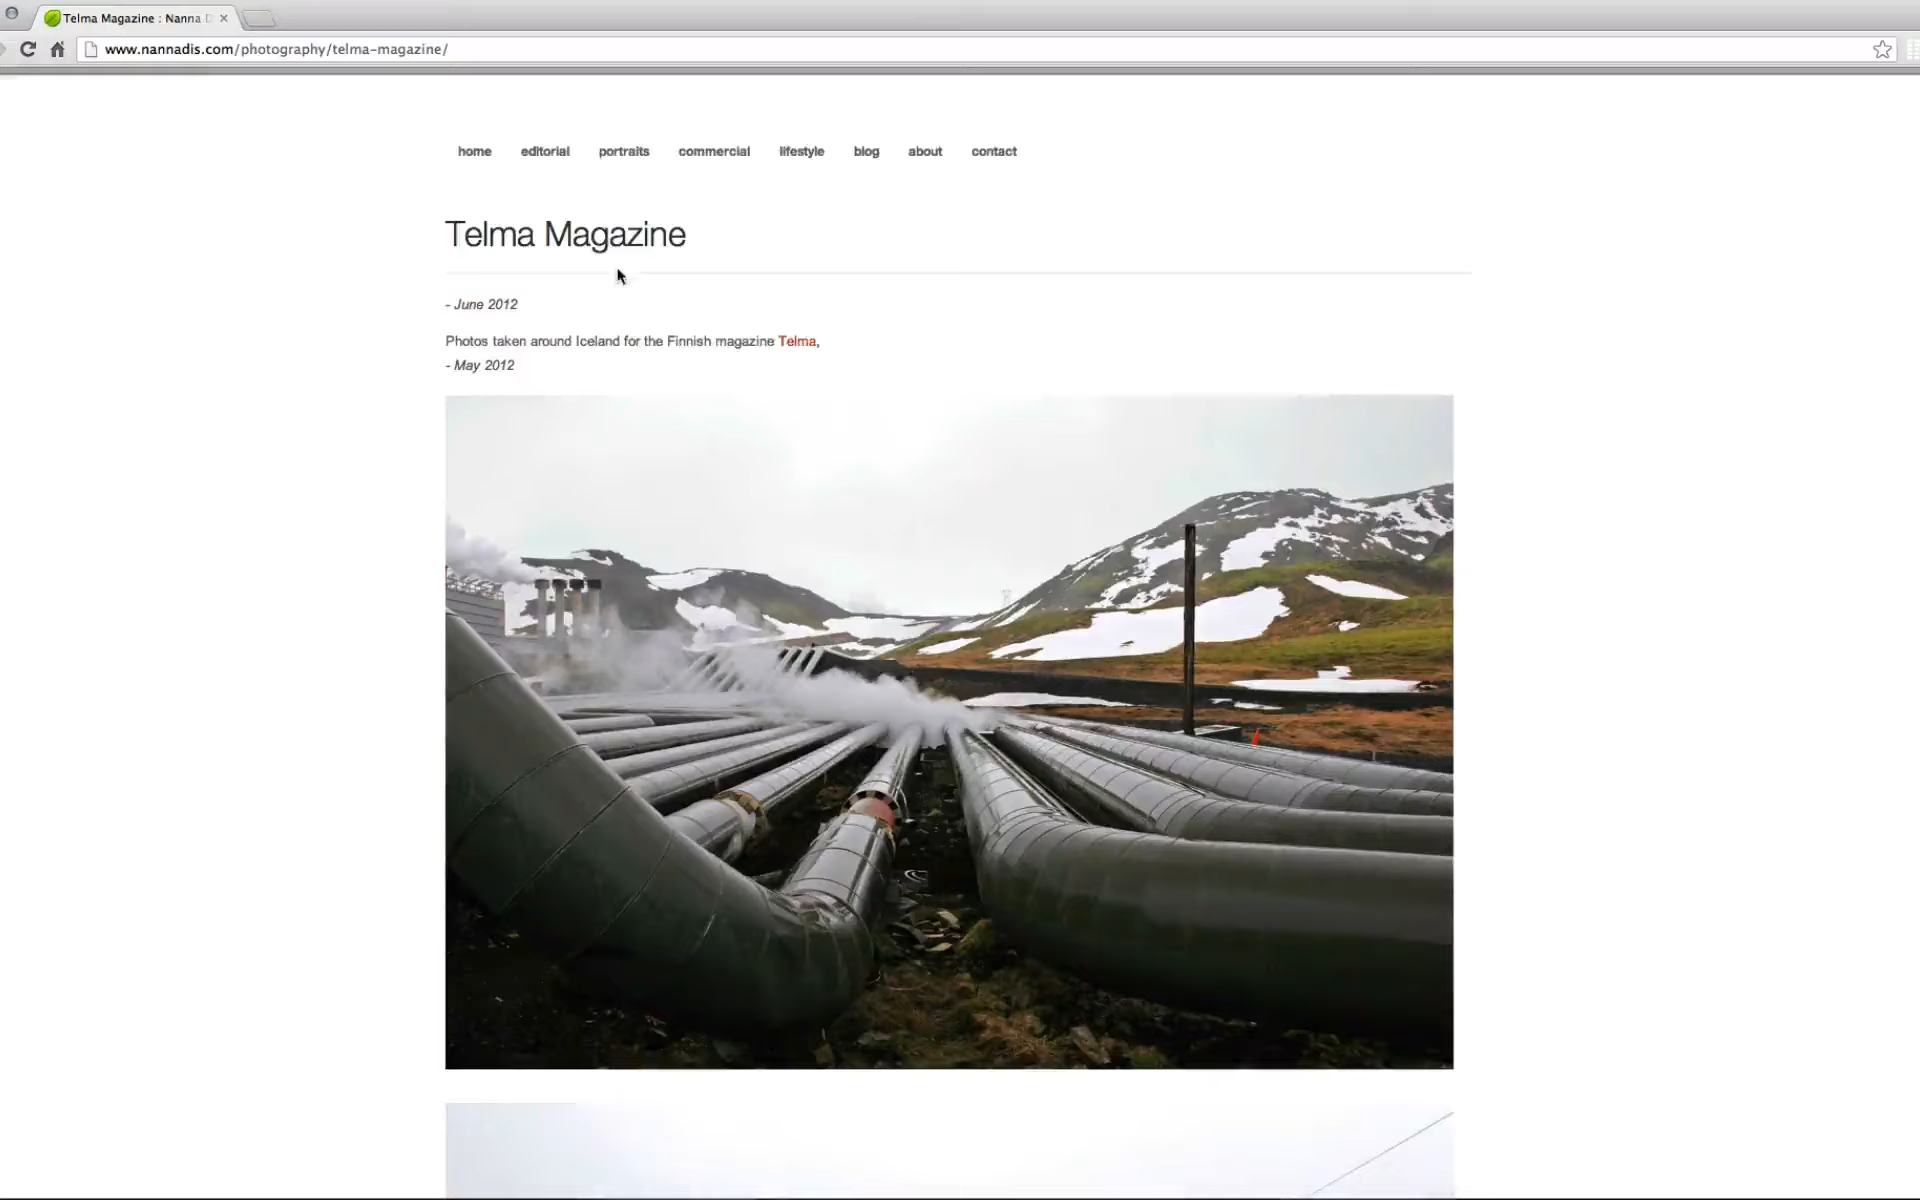 Telma Magazine : Nanna D
www.nannadis.com/photography/telma-magazine/
home editorial portraits commercial lifestyle blog about contact
Telma Magazine
- June 2012
Photos taken around Iceland for the Finnish magazine Telma,
- May 2012